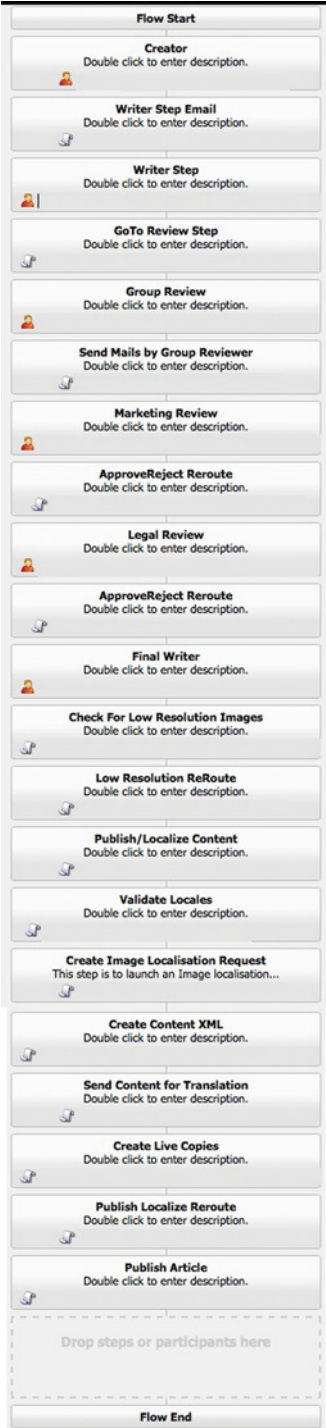 Flow Start
Creator
Double click to enter description.
Writer Step Email
Double click to enter description.
Writer Step
Double click to enter description.
GoTo Review Step
Double click to enter description.
Group Review
Double click to enter description.
Send Mails by Group Reviewer
Double click to enter description.
Marketing Review
Double click to enter description.
ApproveReject Reroute
Double click to enter description.
Legal Review
Double click to enter description.
ApproveReject Reroute
Double click to enter description.
Final Writer
Double click to enter description.
Check For Low Resolution Images
Double click to enter description.
Low Resolution ReRoute
Double click to enter description.
Publish/Localize Content
Double click to enter description.
Validate Locales
Double click to enter description.
Create Image Localisation Request
This step is to launch an Image localisation...
Create Content XML
Double click to enter description.
Send Content for Translation
Double click to enter description.
Create Live Copies
Double click to enter description.
Publish Localize Reroute
Double click to enter description.
Publish Article
Double click to enter description.
Drop steps or participants here
Flow End